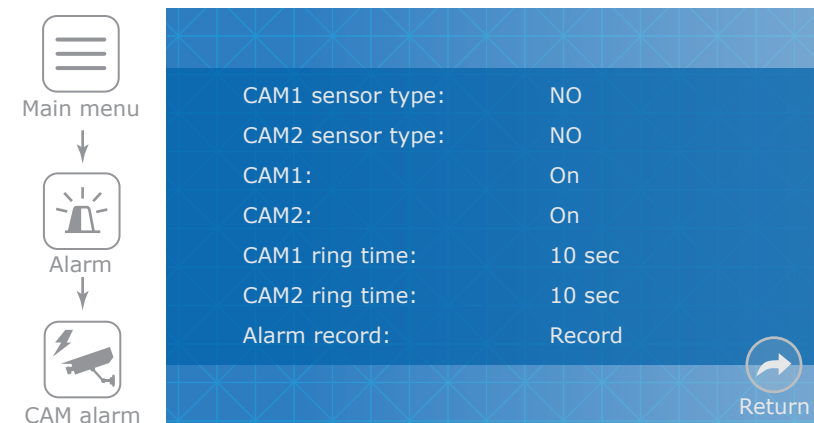 Main menu
Alarm
CAM alarm
CAM1 sensor type: NO
CAM2 sensor type: NO
CAM1: On
CAM2: On
CAM1 ring time: 10 sec
CAM2 ring time: 10 sec
Alarm record: Record
Return